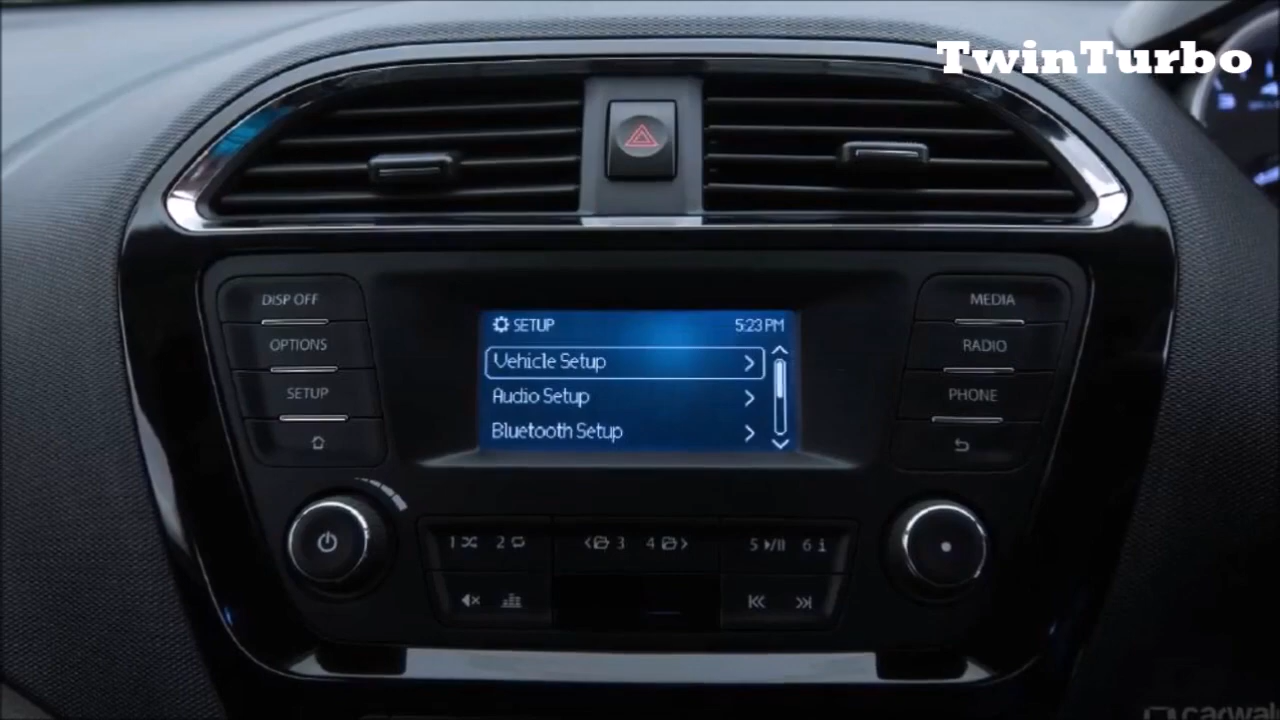 TwinTurbo
DISP OFF
OPTIONS
SETUP
SETUP 5:23 PM
Vehicle Setup
Audio Setup
Bluetooth Setup
MEDIA
RADIO
PHONE
1 2 3 4 5 6 i
3